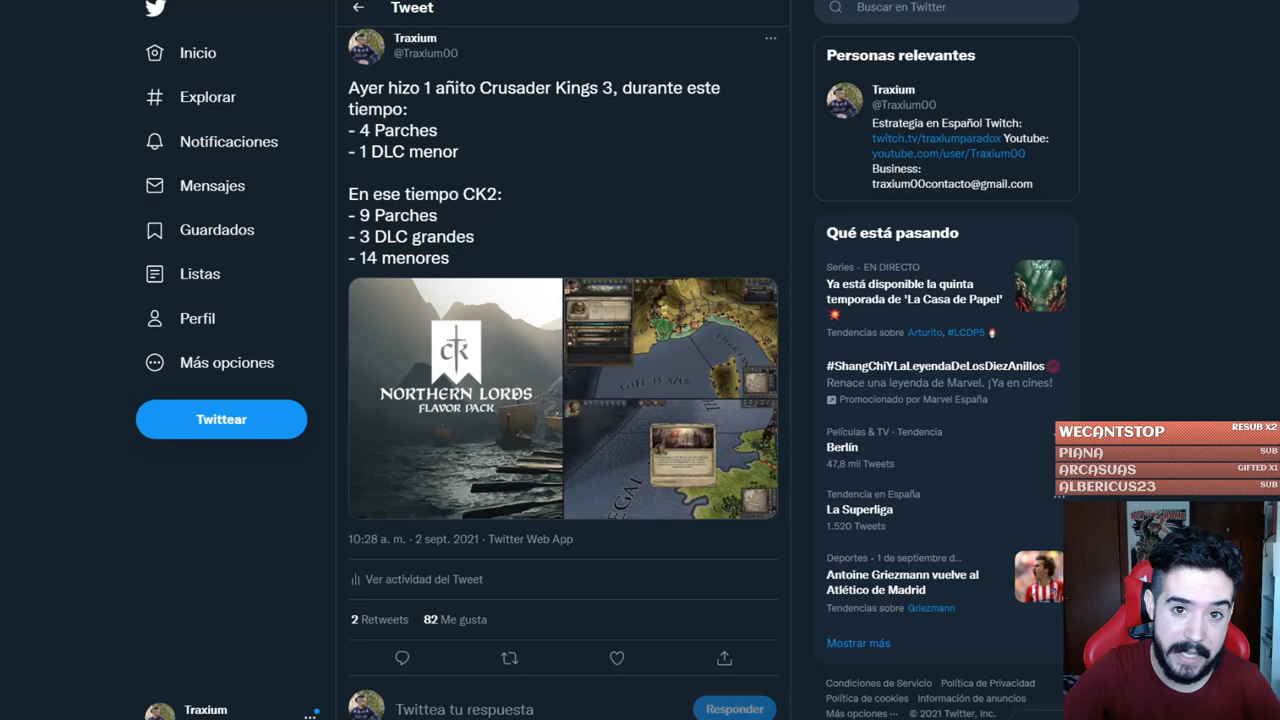 Tweet
Buscar en Twitter
Inicio
Explorar
Notificaciones
Mensajes
Guardados
Listas
Perfil
Más opciones
Twittear
Traxium
@Traxium00
Ayer hizo 1 añito Crusader Kings 3, durante este
tiempo:
- 4 Parches
- 1 DLC menor
En ese tiempo CK2:
- 9 Parches
- 3 DLC grandes
- 14 menores
CK
NORTHERN LORDS
FLAVOR PACK
COTE D'AZUR
10:28 a. m. · 2 sept. 2021 · Twitter Web App
Ver actividad del Tweet
2 Retweets 82 Me gusta
Twittea tu respuesta
Responder
Traxium
Personas relevantes
Traxium
@Traxium00
Estrategia en Español Twitch:
twitch.tv/traxiumparadox Youtube:
youtube.com/user/Traxium00
Business:
traxium00contacto@gmail.com
Qué está pasando
Series · EN DIRECTO
Ya está disponible la quinta
temporada de 'La Casa de Papel'
💥
Tendencias sobre Arturito, #LCDP5
#ShangChiYLaLeyendaDeLosDiezAnillos
Renace una leyenda de Marvel. ¡Ya en cines!
Promocionado por Marvel España
Películas & TV · Tendencia
Berlín
47,8 mil Tweets
Tendencia en España
La Superliga
1.520 Tweets
Deportes · 1 de septiembre d...
Antoine Griezmann vuelve al
Atlético de Madrid
Tendencias sobre Griezmann
Mostrar más
Condiciones de Servicio Política de Privacidad
Política de cookies Información de anuncios
Más opciones ··· © 2021 Twitter, Inc.
WECANTSTOP RESUB X2
PIANA SUB
ARCASUAS GIFTED X1
ALBERICUS23 SUB